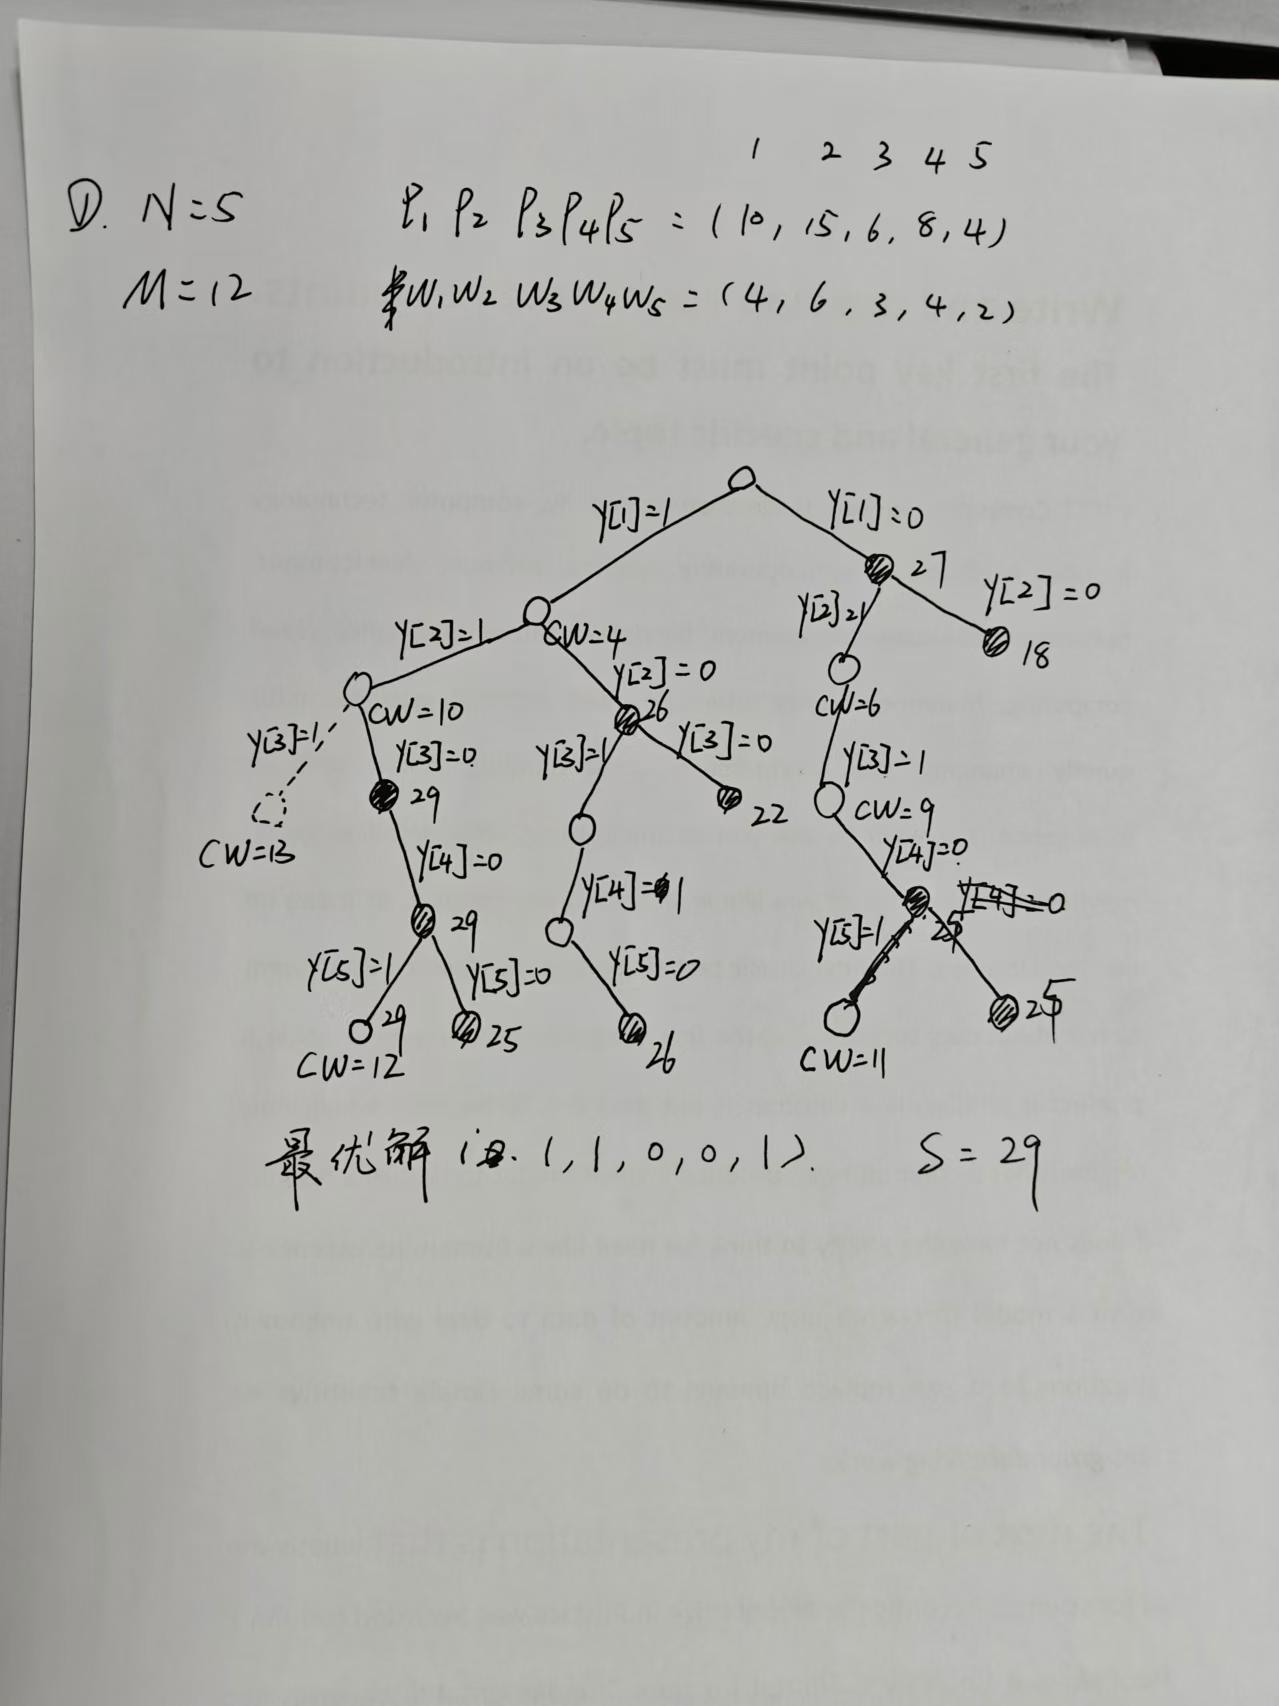 1 2 3 4 5
①. N=5 P1 P2 P3 P4 P5 = (10, 15, 6, 8, 4)
M=12 W1 W2 W3 W4 W5 = (4, 6, 3, 4, 2)
Y[1]=1 Y[1]=0
27
Y[2]=1 CW=4 Y[2]=1 Y[2]=0
Y[2]=0 18
CW=10 26 CW=6
Y[3]=1 Y[3]=0 Y[3]=1 Y[3]=0 Y[3]=1
29 22 CW=9
CW=13 Y[4]=0 Y[4]=1 Y[4]=0
Y[4]=0
29 25
Y[5]=1 Y[5]=0 Y[5]=0 Y[5]=1
29 25 26 25
CW=12 CW=11
最优解 1, 1, 0, 0, 1). S = 29